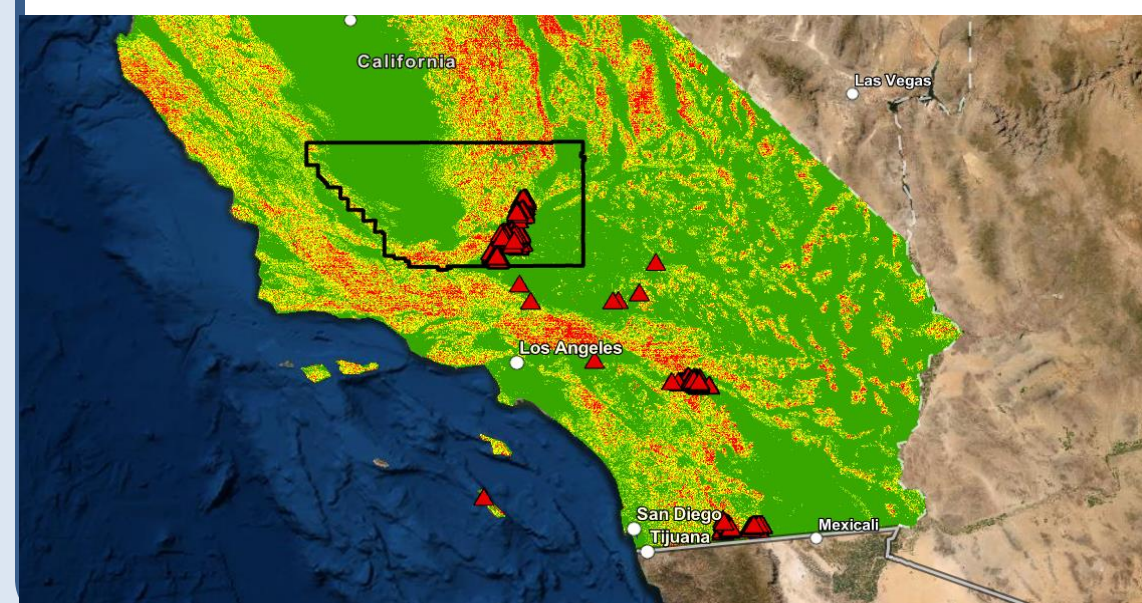 California
Las Vegas
Los Angeles
San Diego
Tijuana
Mexicali